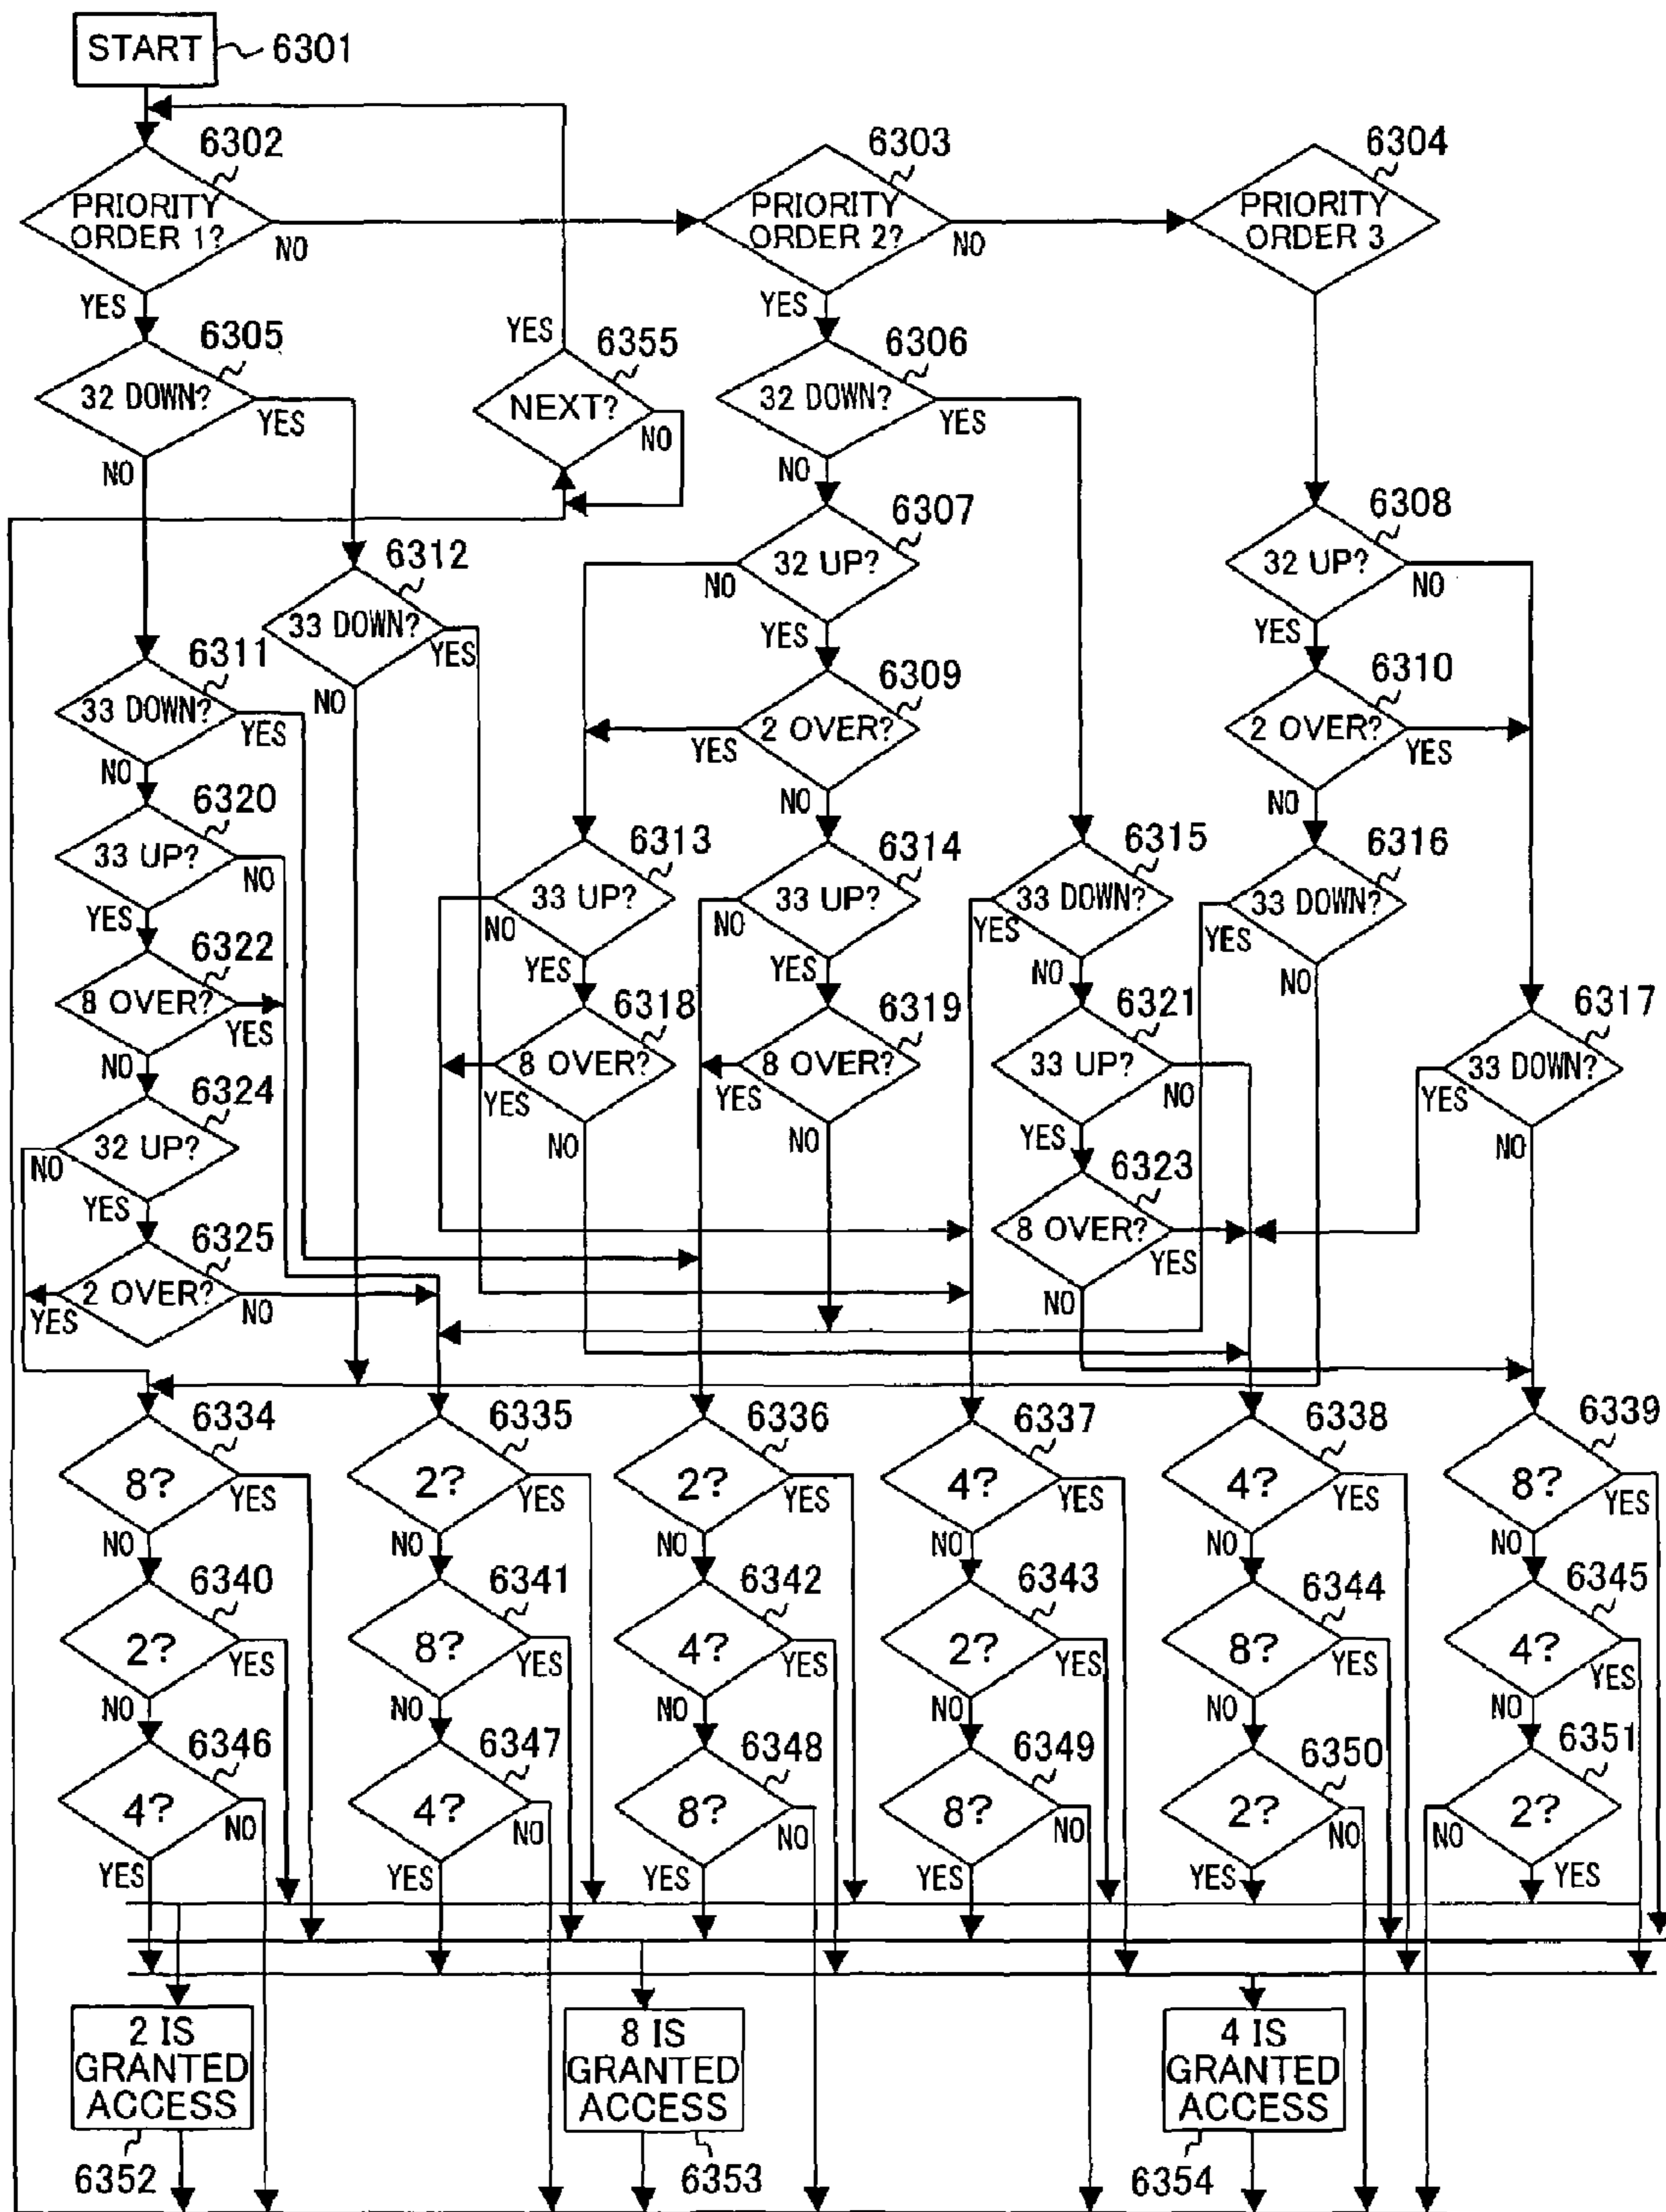 START
6301
6302
PRIORITY
ORDER 1?
NO
YES
6303
PRIORITY
ORDER 2?
NO
YES
6304
PRIORITY
ORDER 3
6305
32 DOWN?
YES
NO
YES
6355
NEXT?
NO
6306
32 DOWN?
YES
NO
6307
32 UP?
NO
YES
6308
32 UP?
NO
YES
6312
33 DOWN?
YES
NO
6311
33 DOWN?
YES
NO
6309
2 OVER?
YES
NO
6310
2 OVER?
YES
NO
6320
33 UP?
NO
YES
6313
33 UP?
NO
YES
6314
33 UP?
NO
YES
6315
33 DOWN?
YES
NO
6316
33 DOWN?
YES
NO
6322
8 OVER?
YES
NO
6318
8 OVER?
YES
NO
6319
8 OVER?
YES
NO
6321
33 UP?
NO
YES
6317
33 DOWN?
YES
NO
6324
32 UP?
NO
YES
6323
8 OVER?
YES
NO
6325
2 OVER?
YES
NO
6334
8?
YES
NO
6335
2?
YES
NO
6336
2?
YES
NO
6337
4?
YES
NO
6338
4?
YES
NO
6339
8?
YES
NO
6340
2?
YES
NO
6341
8?
YES
NO
6342
4?
YES
NO
6343
2?
YES
NO
6344
8?
YES
NO
6345
4?
YES
NO
6346
4?
NO
YES
6347
4?
NO
YES
6348
8?
NO
YES
6349
8?
NO
YES
6350
2?
NO
YES
6351
2?
NO
YES
2 IS
GRANTED
ACCESS
6352
8 IS
GRANTED
ACCESS
6353
4 IS
GRANTED
ACCESS
6354